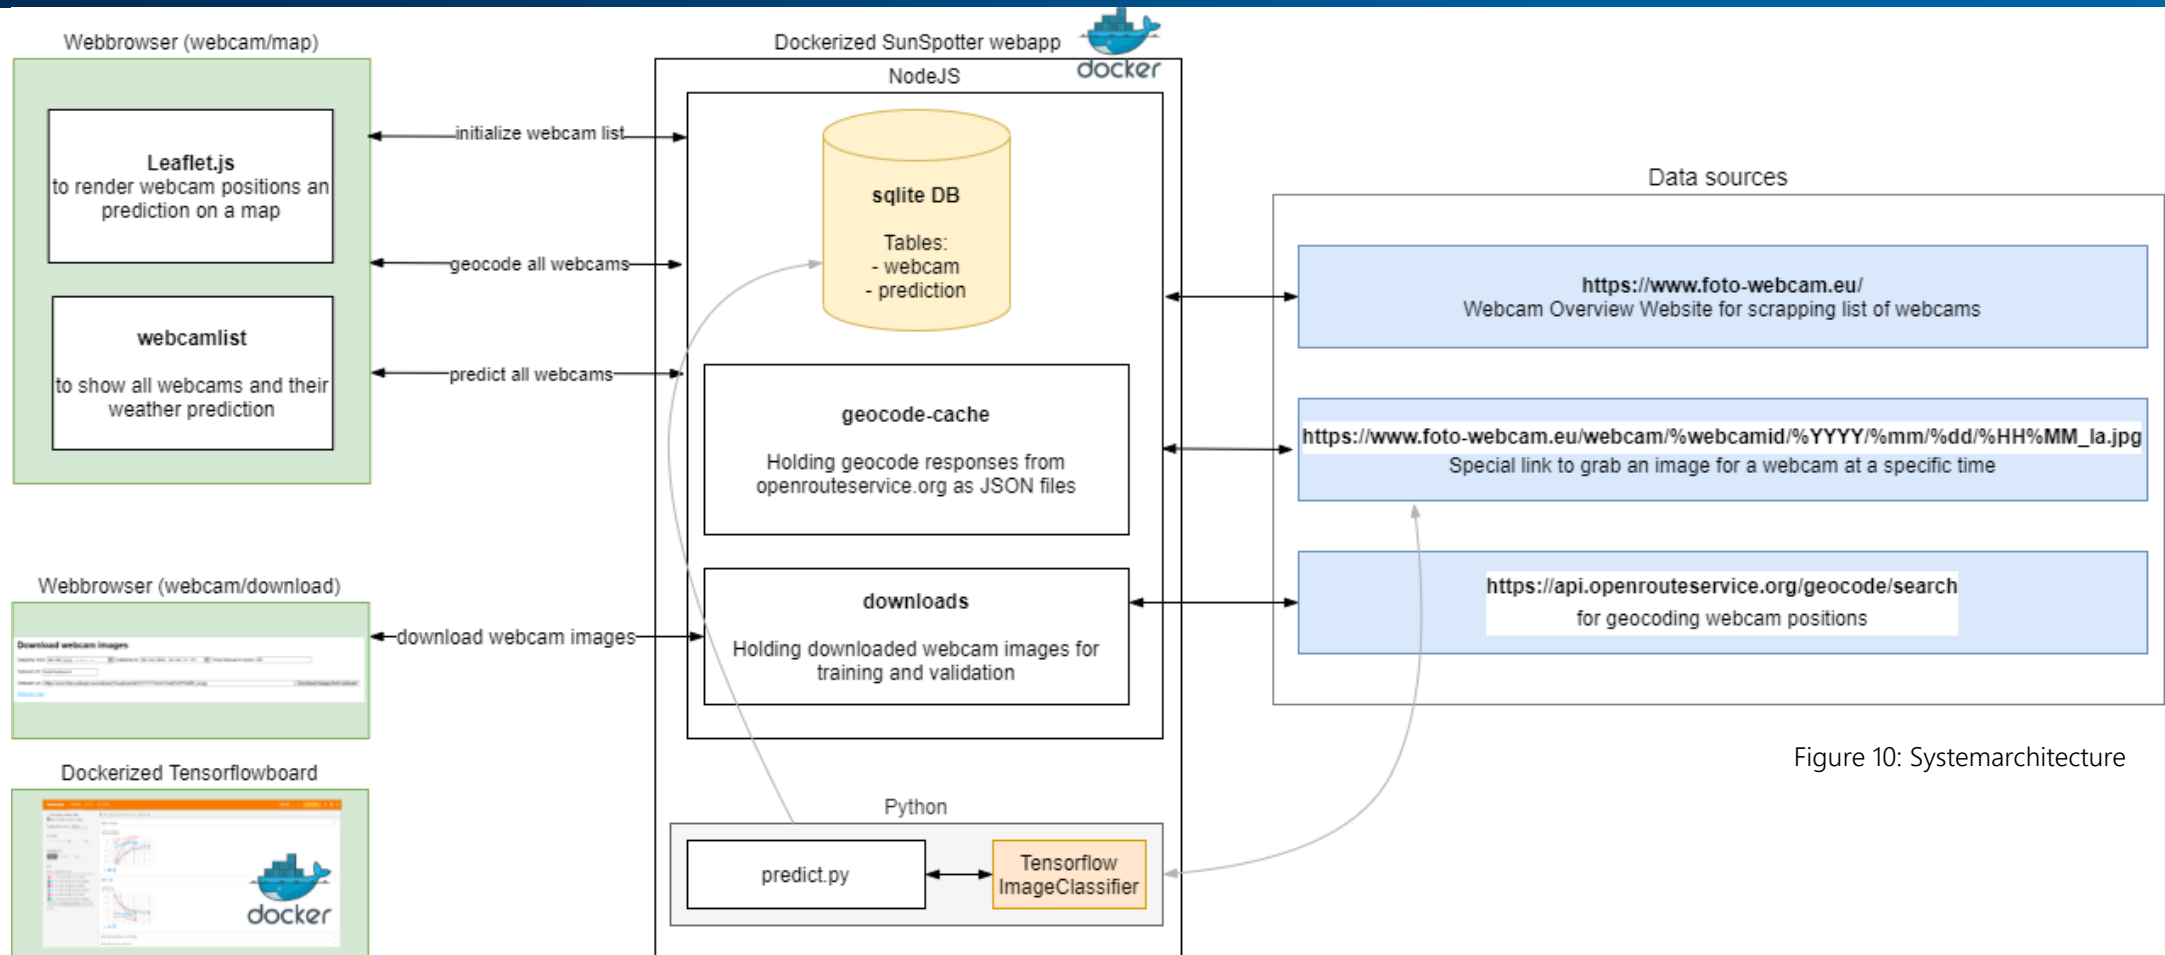 Webbrowser (webcam/map)
Leaflet.js
to render webcam positions an
prediction on a map
webcamlist
to show all webcams and their
weather prediction
initialize webcam list
geocode all webcams
predict all webcams
Dockerized SunSpotter webapp
docker
NodeJS
sqlite DB
Tables:
- webcam
- prediction
geocode-cache
Holding geocode responses from
openrouteservice.org as JSON files
downloads
Holding downloaded webcam images for
training and validation
Data sources
https://www.foto-webcam.eu/
Webcam Overview Website for scrapping list of webcams
https://www.foto-webcam.eu/webcam/%webcamid/%YYYY/%mm/%dd/%HH%MM_la.jpg
Special link to grab an image for a webcam at a specific time
https://api.openrouteservice.org/geocode/search
for geocoding webcam positions
Webbrowser (webcam/download)
Download webcam images
download webcam images
Figure 10: Systemarchitecture
Dockerized Tensorflowboard
docker
Python
predict.py
Tensorflow
ImageClassifier